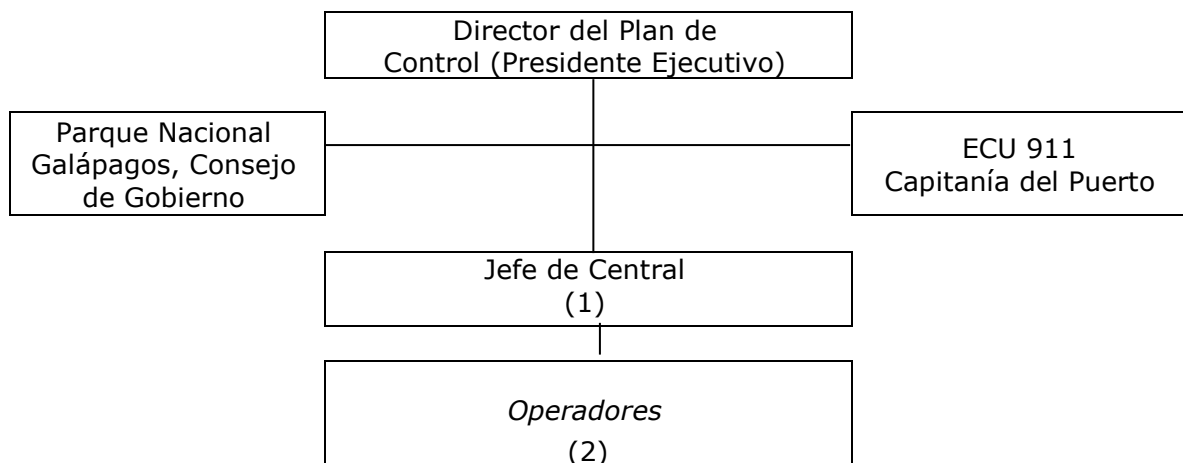 Director del Plan de
Control (Presidente Ejecutivo)
Parque Nacional
Galápagos, Consejo
de Gobierno
ECU 911
Capitanía del Puerto
Jefe de Central
(1)
Operadores
(2)